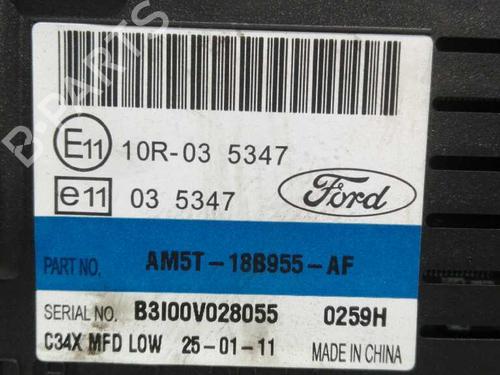 B-PARTS
E11 10R-03 5347
e11 03 5347
Ford
PART NO. AM5T-18B955-AF
SERIAL NO. B3I00V028055 0259H
C34X MFD LOW 25-01-11 MADE IN CHINA